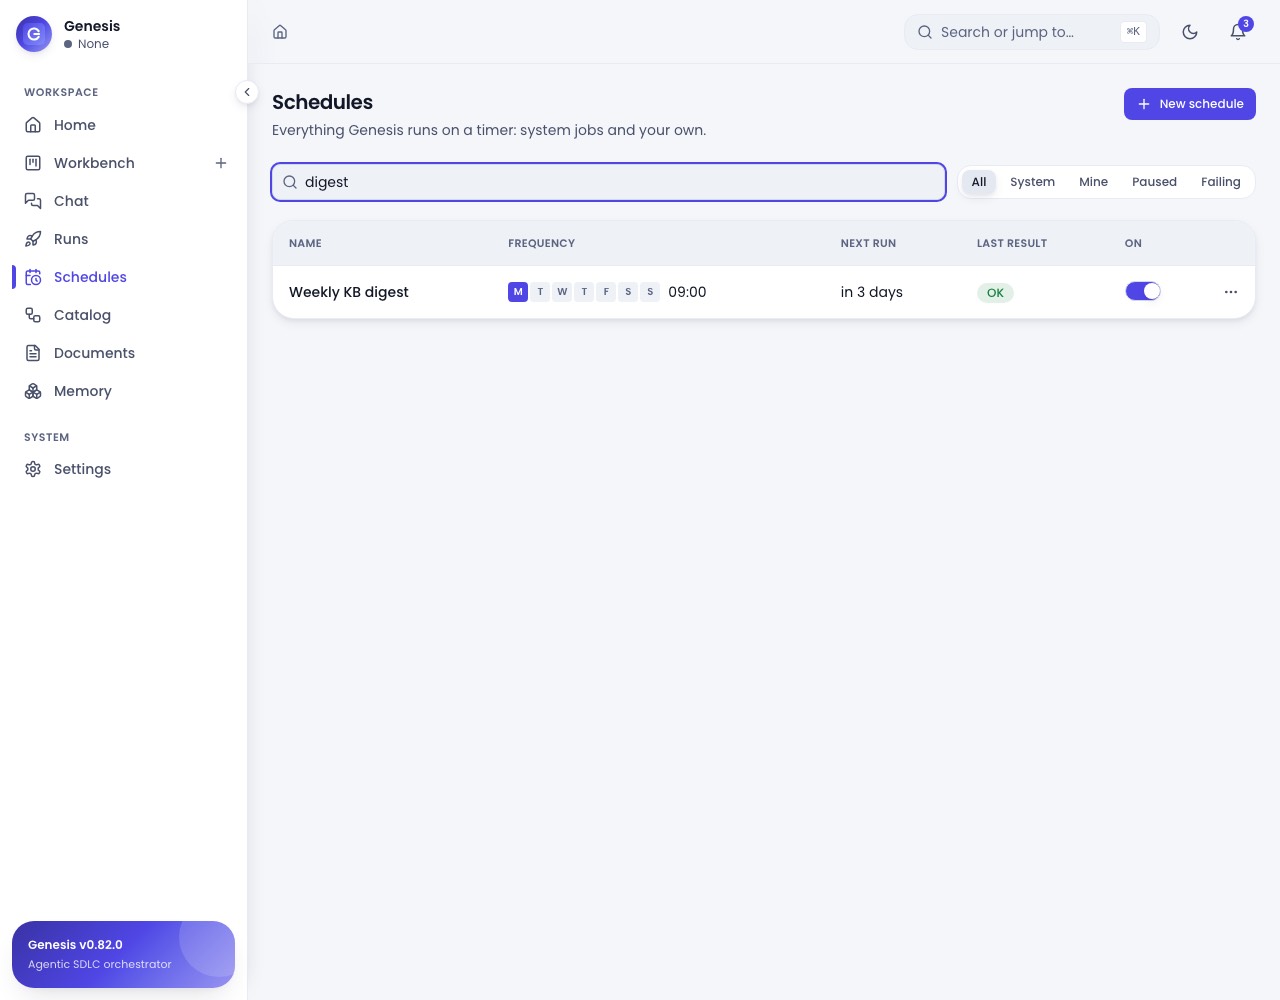 Genesis
None
WORKSPACE
Home
Workbench
Chat
Runs
Schedules
Catalog
Documents
Memory
SYSTEM
Settings
Genesis v0.82.0
Agentic SDLC orchestrator
Search or jump to...
⌘K
3
Schedules
Everything Genesis runs on a timer: system jobs and your own.
New schedule
digest
All System Mine Paused Failing
NAME FREQUENCY NEXT RUN LAST RESULT ON
Weekly KB digest M T W T F S S 09:00 in 3 days OK